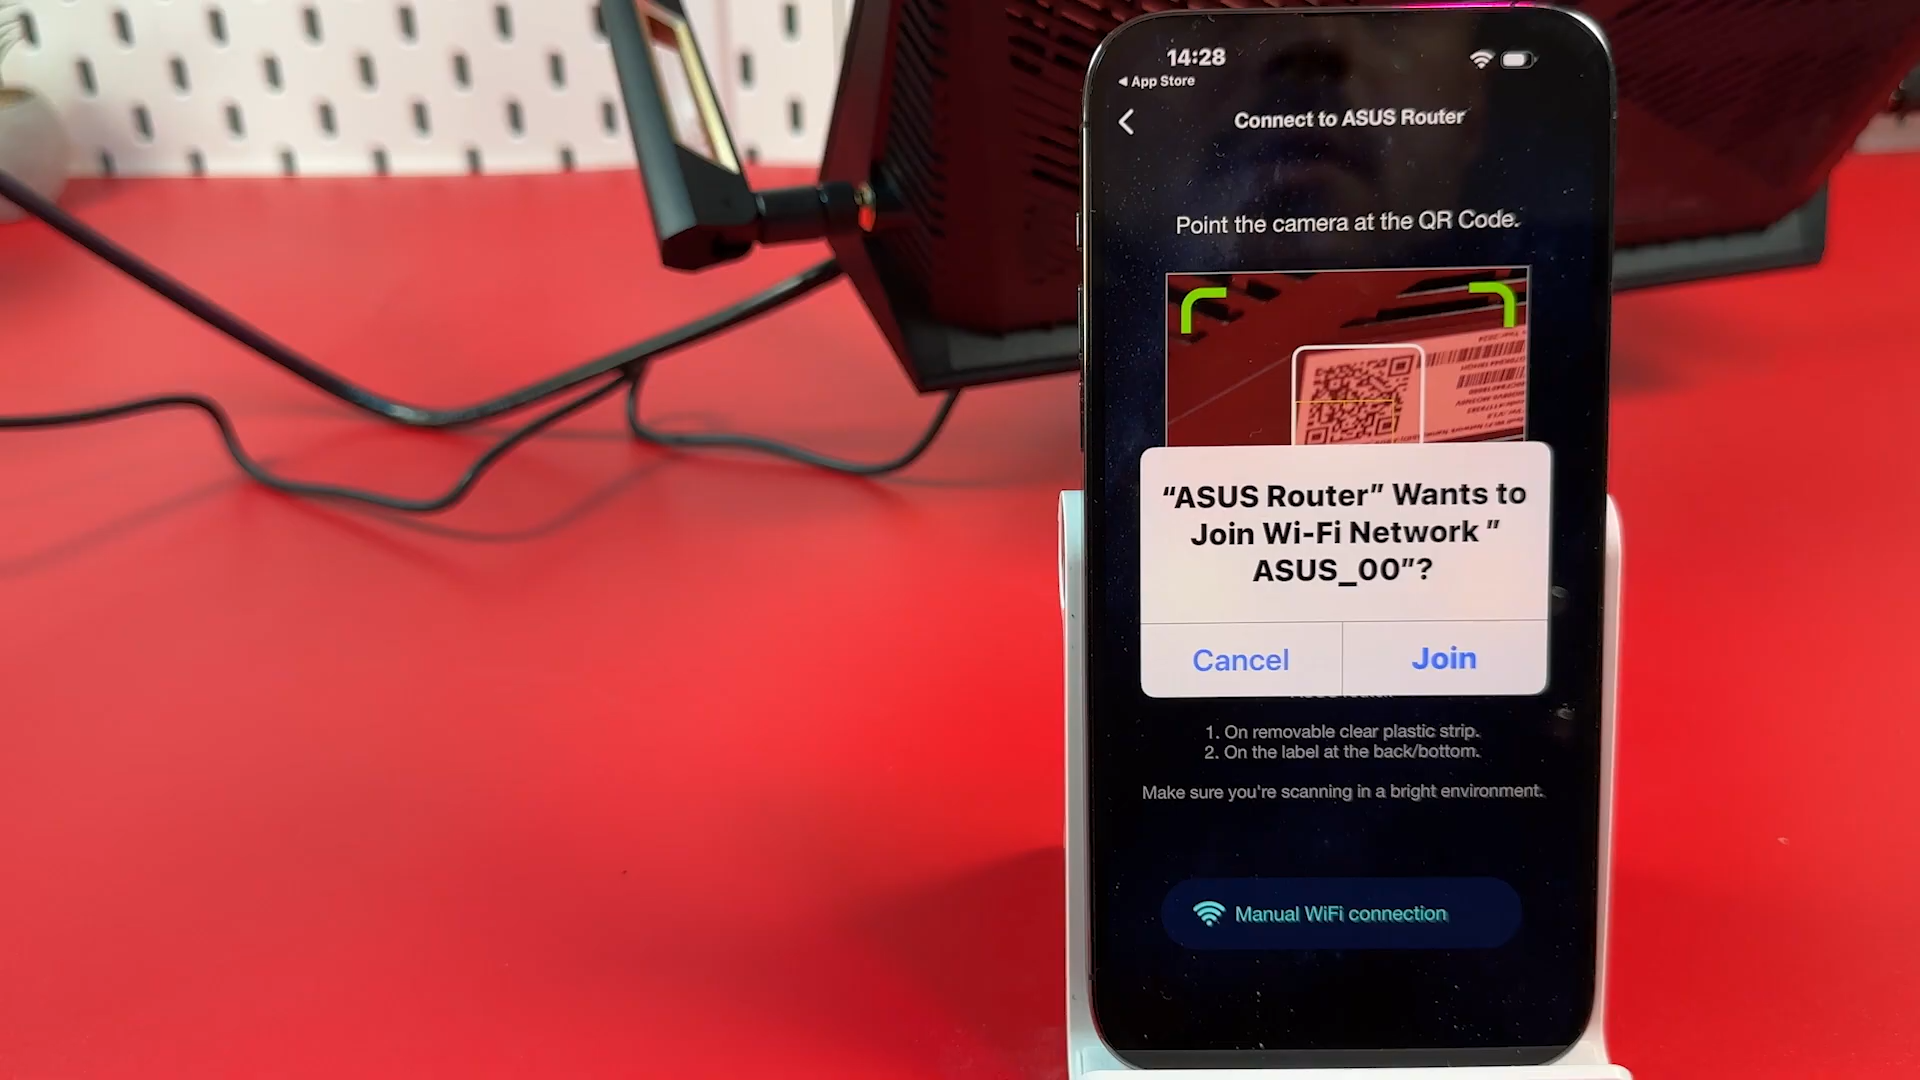 14:28
◀ App Store
Connect to ASUS Router
Point the camera at the QR Code.
“ASUS Router” Wants to
Join Wi-Fi Network ”
ASUS_00”?
Cancel
Join
1. On removable clear plastic strip.
2. On the label at the back/bottom.
Make sure you're scanning in a bright environment.
Manual WiFi connection